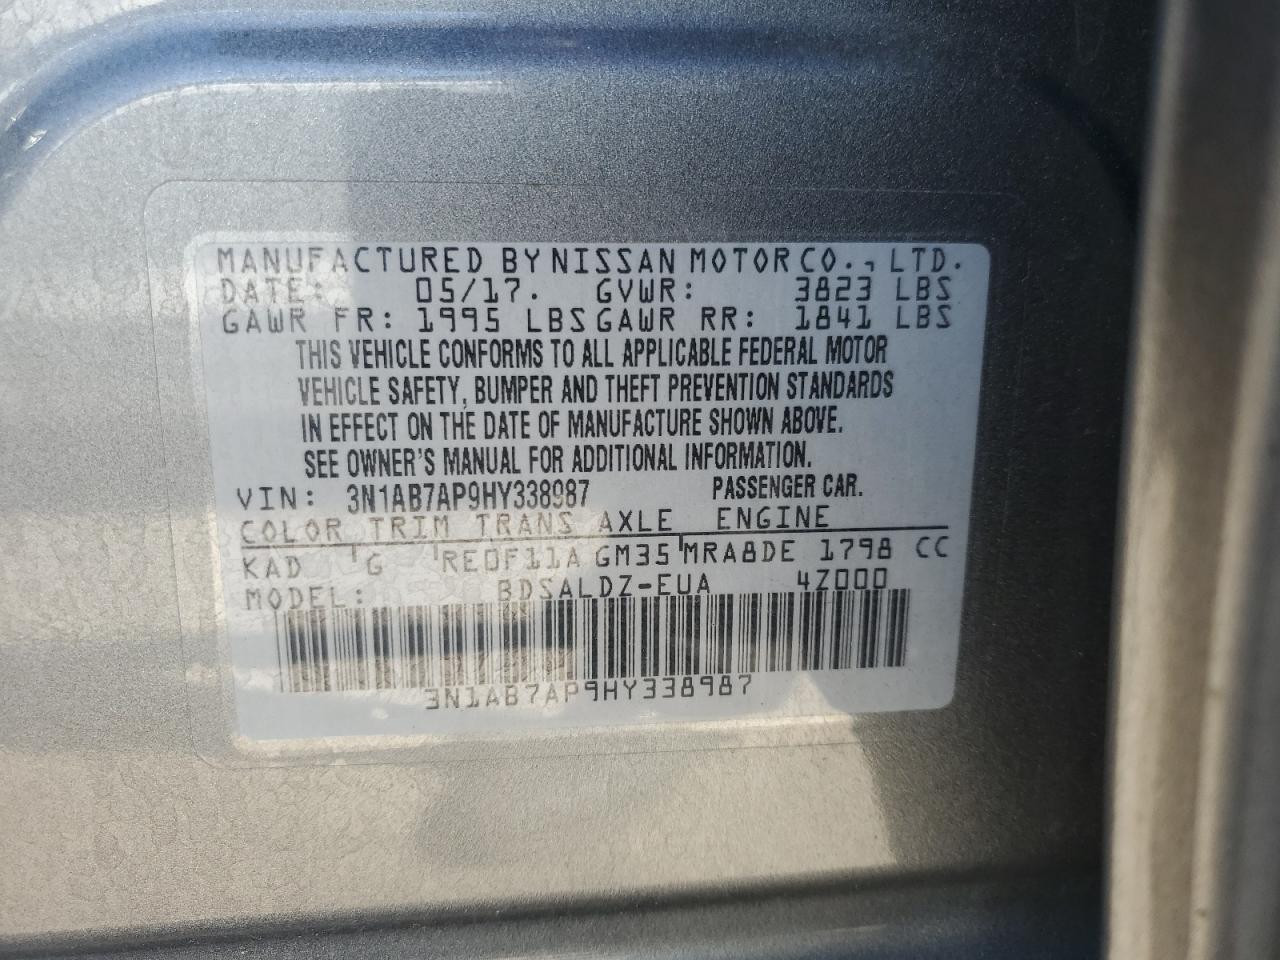 MANUFACTURED BY NISSAN MOTOR CO., LTD.
DATE: 05/17. GVWR: 3823 LBS
GAWR FR: 1995 LBS GAWR RR: 1841 LBS
THIS VEHICLE CONFORMS TO ALL APPLICABLE FEDERAL MOTOR
VEHICLE SAFETY, BUMPER AND THEFT PREVENTION STANDARDS
IN EFFECT ON THE DATE OF MANUFACTURE SHOWN ABOVE.
SEE OWNER'S MANUAL FOR ADDITIONAL INFORMATION.
VIN: 3N1AB7AP9HY338987 PASSENGER CAR.
COLOR TRIM TRANS AXLE ENGINE
KAD G RE0F11A GM35 MRA8DE 1798 CC
MODEL: BDSALDZ-EUA 4Z000
3N1AB7AP9HY338987